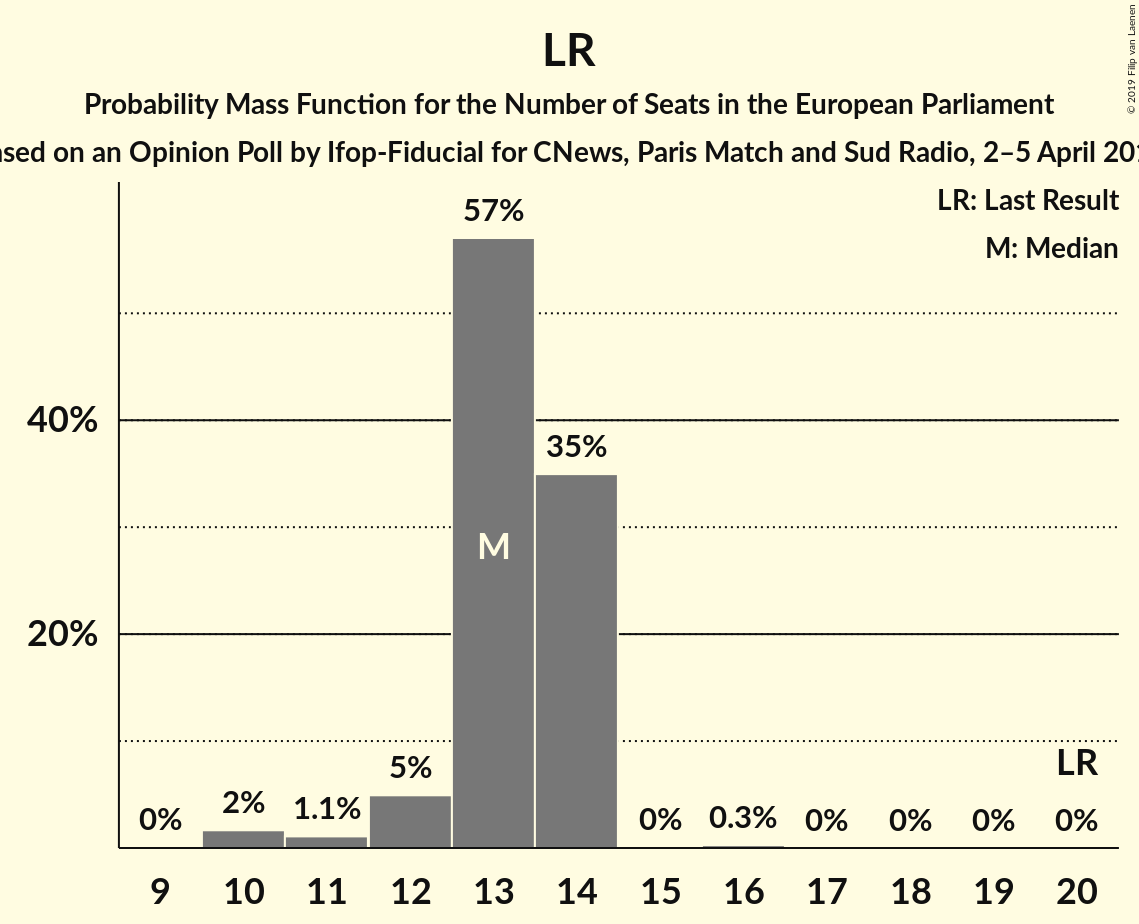 LR
Probability Mass Function for the Number of Seats in the European Parliament
on an Opinion Poll by Ifop-Fiducial for CNews, Paris Match and Sud Radio, 2–5 April
© 2019 Filip van Laenen
LR: Last Result
M: Median
57%
40%
35%
M
20%
LR
0% 2% 1.1% 5% 0% 0.3% 0% 0% 0% 0%
9 10 11 12 13 14 15 16 17 18 19 20